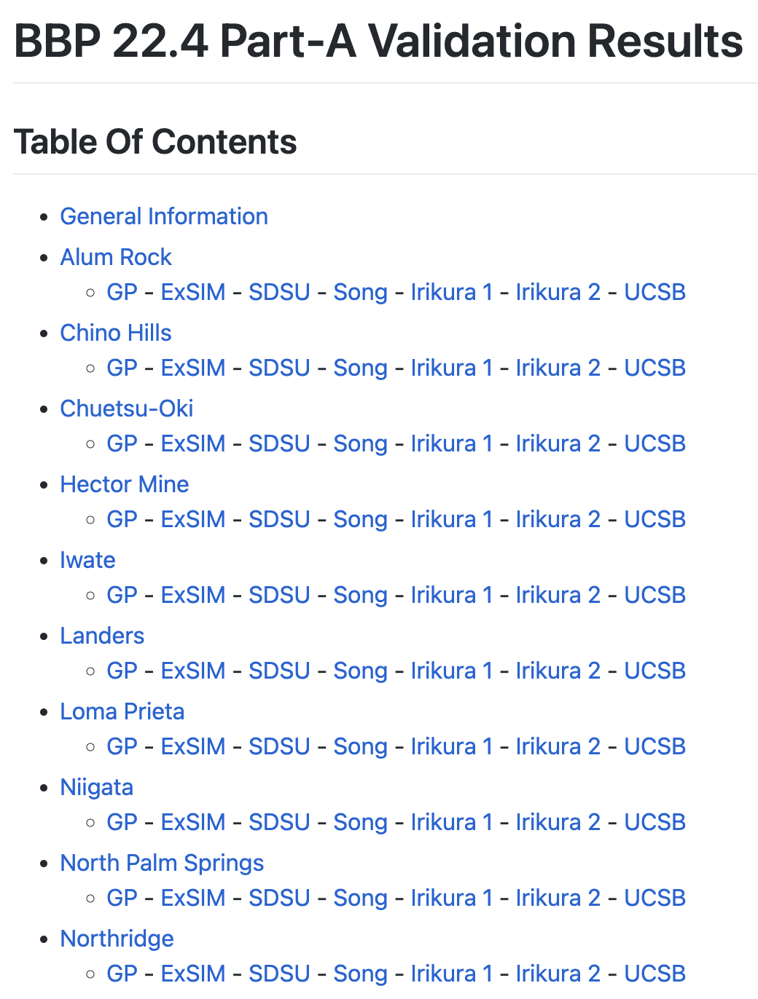 BBP 22.4 Part-A Validation Results
Table Of Contents
General Information
Alum Rock
GP - ExSIM - SDSU - Song - Irikura 1 - Irikura 2 - UCSB
Chino Hills
GP - ExSIM - SDSU - Song - Irikura 1 - Irikura 2 - UCSB
Chuetsu-Oki
GP - ExSIM - SDSU - Song - Irikura 1 - Irikura 2 - UCSB
Hector Mine
GP - ExSIM - SDSU - Song - Irikura 1 - Irikura 2 - UCSB
Iwate
GP - ExSIM - SDSU - Song - Irikura 1 - Irikura 2 - UCSB
Landers
GP - ExSIM - SDSU - Song - Irikura 1 - Irikura 2 - UCSB
Loma Prieta
GP - ExSIM - SDSU - Song - Irikura 1 - Irikura 2 - UCSB
Niigata
GP - ExSIM - SDSU - Song - Irikura 1 - Irikura 2 - UCSB
North Palm Springs
GP - ExSIM - SDSU - Song - Irikura 1 - Irikura 2 - UCSB
Northridge
GP - ExSIM - SDSU - Song - Irikura 1 - Irikura 2 - UCSB